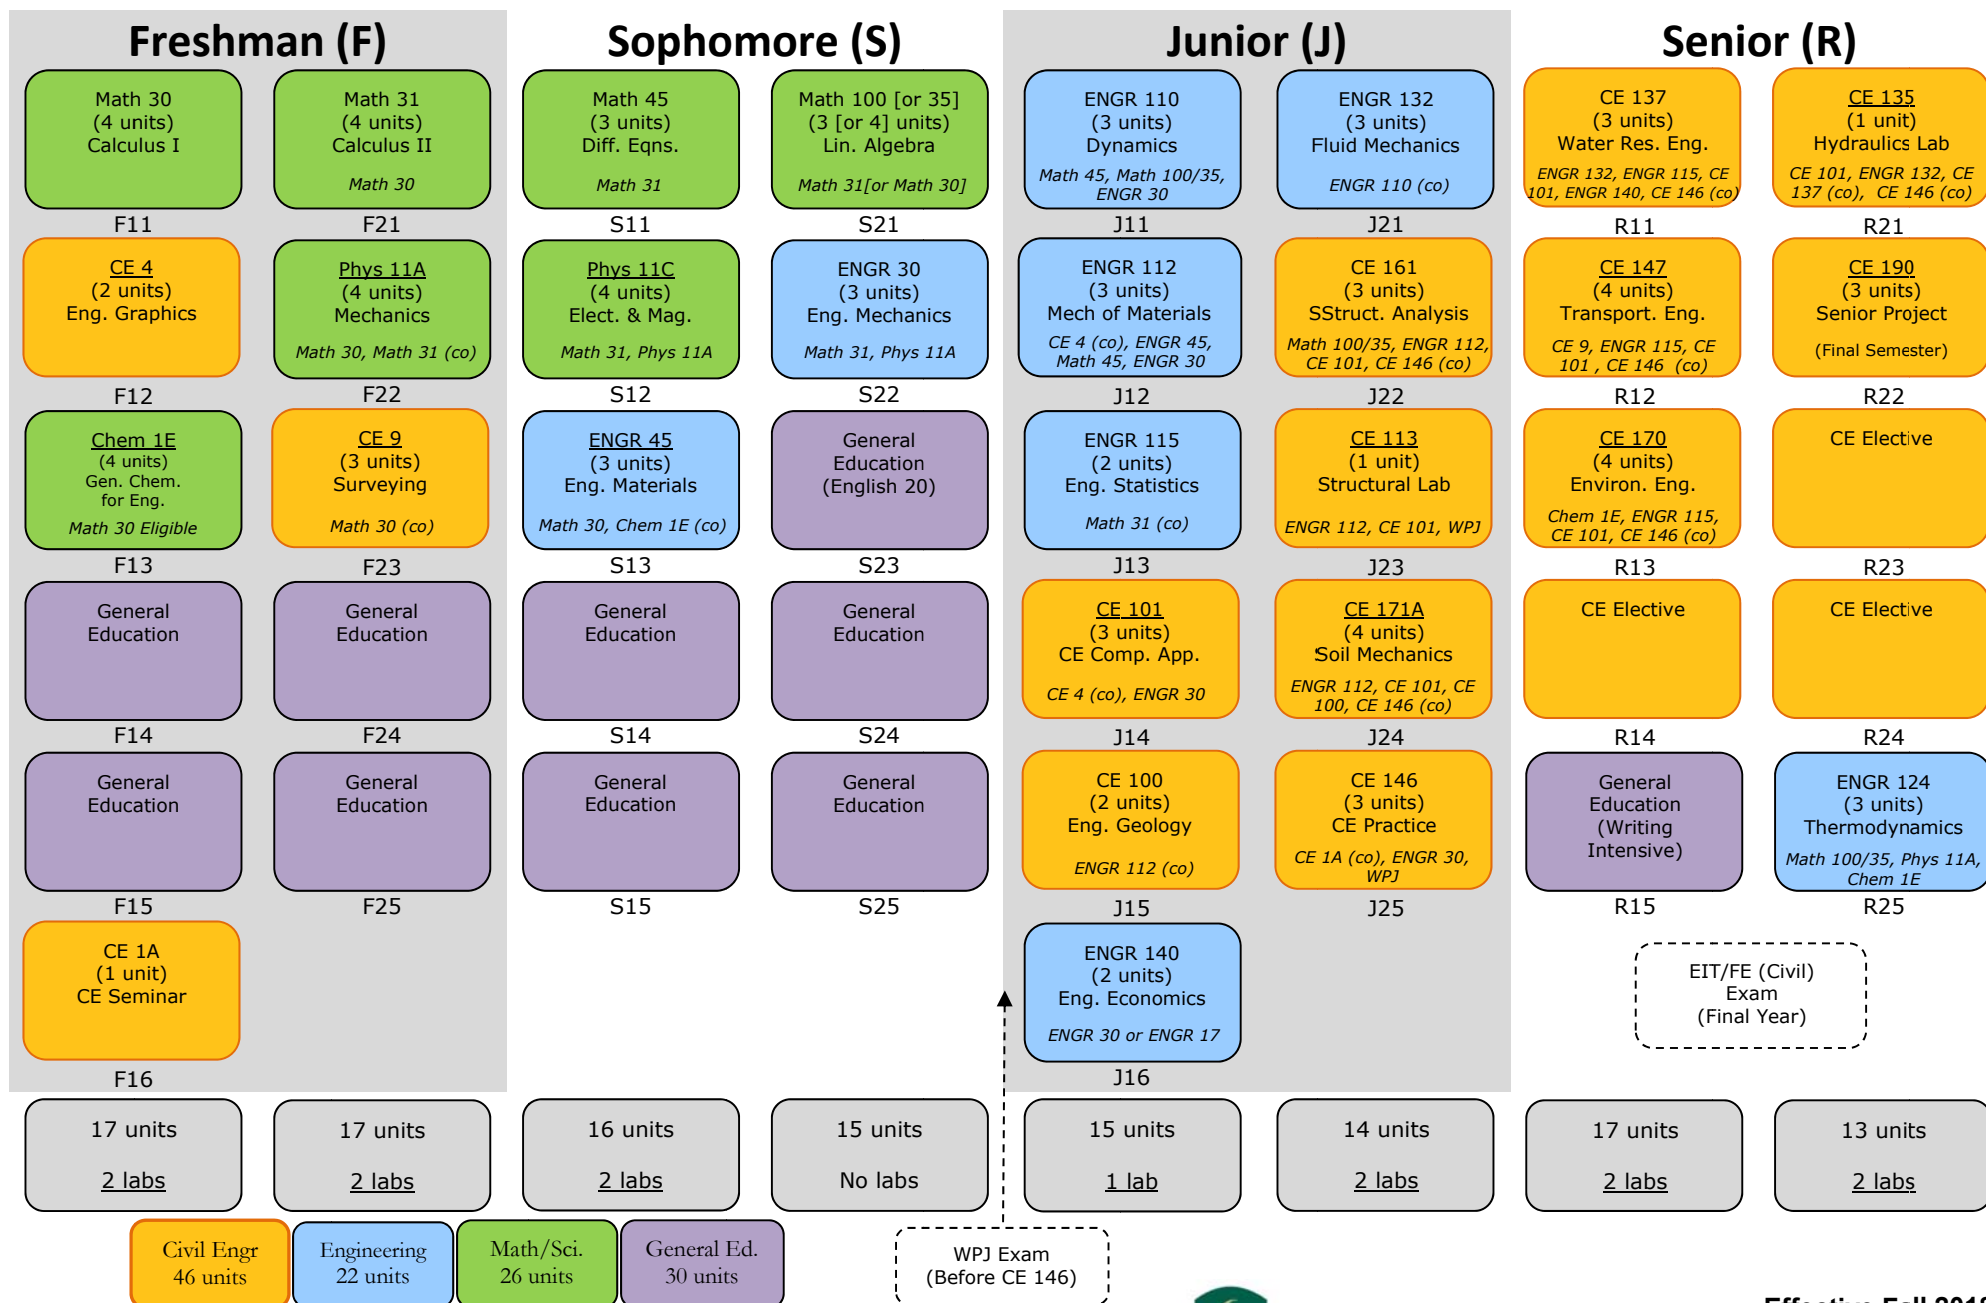 Freshman (F)
Sophomore (S)
Junior (J)
Senior (R)
Math 30
(4 units)
Calculus I
F11
Math 31
(4 units)
Calculus II
Math 30
F21
Math 45
(3 units)
Diff. Eqns.
Math 31
S11
Math 100 [or 35]
(3 [or 4] units)
Lin. Algebra
Math 31[or Math 30]
S21
ENGR 110
(3 units)
Dynamics
Math 45, Math 100/35,
ENGR 30
J11
ENGR 132
(3 units)
Fluid Mechanics
ENGR 110 (co)
J21
CE 137
(3 units)
Water Res. Eng.
ENGR 132, ENGR 115, CE
101, ENGR 140, CE 146 (co)
R11
CE 135
(1 unit)
Hydraulics Lab
CE 101, ENGR 132, CE
137 (co), CE 146 (co)
R21
CE 4
(2 units)
Eng. Graphics
F12
Phys 11A
(4 units)
Mechanics
Math 30, Math 31 (co)
F22
Phys 11C
(4 units)
Elect. & Mag.
Math 31, Phys 11A
S12
ENGR 30
(3 units)
Eng. Mechanics
Math 31, Phys 11A
S22
ENGR 112
(3 units)
Mech of Materials
CE 4 (co), ENGR 45,
Math 45, ENGR 30
J12
CE 161
(3 units)
SStruct. Analysis
Math 100/35, ENGR 112,
CE 101, CE 146 (co)
J22
CE 147
(4 units)
Transport. Eng.
CE 9, ENGR 115, CE
101 , CE 146 (co)
R12
CE 190
(3 units)
Senior Project
(Final Semester)
R22
Chem 1E
(4 units)
Gen. Chem.
for Eng.
Math 30 Eligible
F13
CE 9
(3 units)
Surveying
Math 30 (co)
F23
ENGR 45
(3 units)
Eng. Materials
Math 30, Chem 1E (co)
S13
General
Education
(English 20)
S23
ENGR 115
(2 units)
Eng. Statistics
Math 31 (co)
J13
CE 113
(1 unit)
Structural Lab
ENGR 112, CE 101, WPJ
J23
CE 170
(4 units)
Environ. Eng.
Chem 1E, ENGR 115,
CE 101, CE 146 (co)
R13
CE Elective
R23
General
Education
F14
General
Education
F24
General
Education
S14
General
Education
S24
CE 101
(3 units)
CE Comp. App.
CE 4 (co), ENGR 30
J14
CE 171A
(4 units)
Soil Mechanics
ENGR 112, CE 101, CE
100, CE 146 (co)
J24
CE Elective
R14
CE Elective
R24
General
Education
F15
General
Education
F25
General
Education
S15
General
Education
S25
CE 100
(2 units)
Eng. Geology
ENGR 112 (co)
J15
CE 146
(3 units)
CE Practice
CE 1A (co), ENGR 30,
WPJ
J25
General
Education
(Writing
Intensive)
R15
ENGR 124
(3 units)
Thermodynamics
Math 100/35, Phys 11A,
Chem 1E
R25
CE 1A
(1 unit)
CE Seminar
F16
ENGR 140
(2 units)
Eng. Economics
ENGR 30 or ENGR 17
J16
EIT/FE (Civil)
Exam
(Final Year)
17 units
2 labs
17 units
2 labs
16 units
2 labs
15 units
No labs
15 units
1 lab
14 units
2 labs
17 units
2 labs
13 units
2 labs
Civil Engr
46 units
Engineering
22 units
Math/Sci.
26 units
General Ed.
30 units
WPJ Exam
(Before CE 146)
Effective Fall